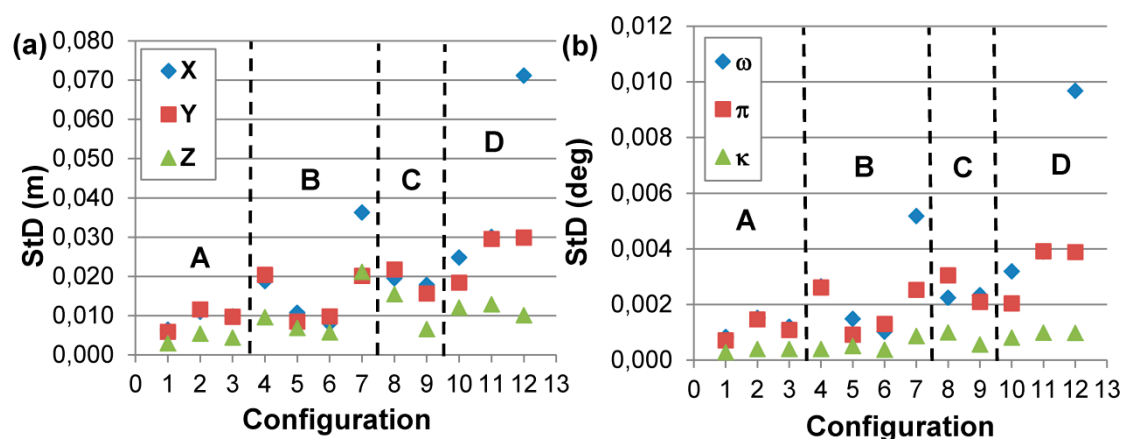 (a)
0,080
0,070
0,060
0,050
0,040
0,030
0,020
0,010
0,000
StD (m)
X
Y
Z
A
B
C
D
0 1 2 3 4 5 6 7 8 9 10 11 12 13
Configuration
(b)
0,012
0,010
0,008
0,006
0,004
0,002
0,000
StD (deg)
ω
π
κ
A
B
C
D
0 1 2 3 4 5 6 7 8 9 10 11 12 13
Configuration